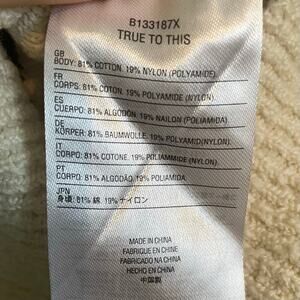 B133187X
TRUE TO THIS
GB
BODY: 81% COTTON. 19% NYLON (POLYAMIDE).
FR
CORPS: 81% COTON. 19% POLYAMIDE (NYLON).
ES
CUERPO: 81% ALGODÓN. 19% NAILON (POLIAMIDA).
DE
KÖRPER: 81% BAUMWOLLE. 19% POLYAMID(NYLON).
IT
CORPO: 81% COTONE. 19% POLIAMMIDE(NYLON).
PT
CORPO: 81% ALGODÃO. 19% POLIAMIDA.
JPN
身頃: 81% 綿. 19% ナイロン
MADE IN CHINA
FABRIQUÉ EN CHINE
FABRICADO NA CHINA
HECHO EN CHINA
中国製